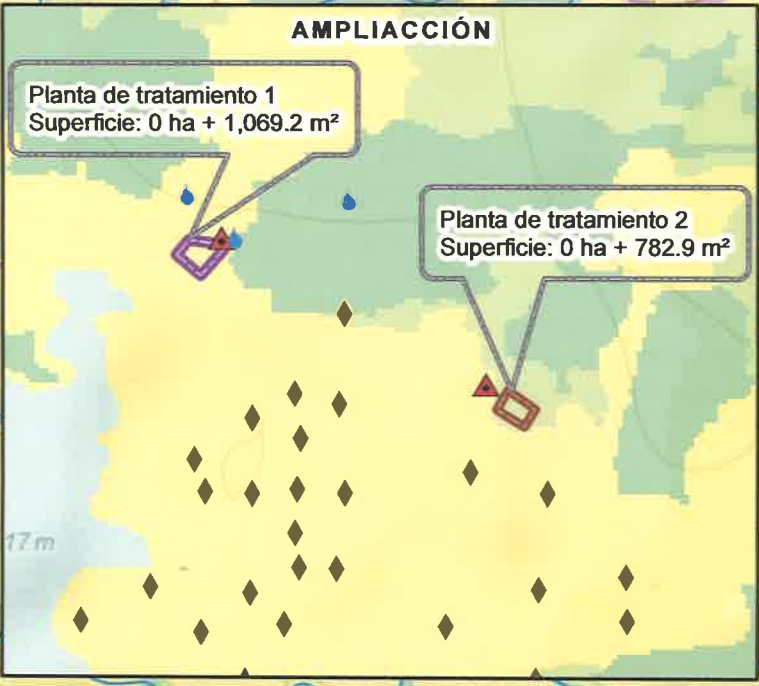 AMPLIACCIÓN
Planta de tratamiento 1
Superficie: 0 ha + 1,069.2 m²
Planta de tratamiento 2
Superficie: 0 ha + 782.9 m²
17 m